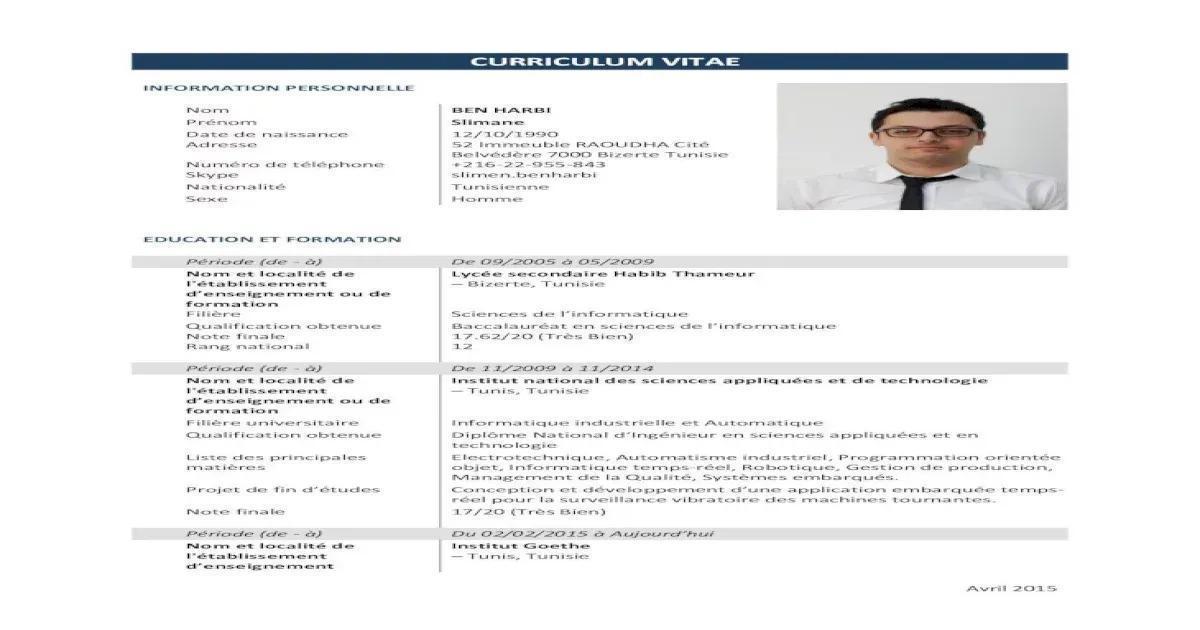 CURRICULUM VITAE
INFORMATION PERSONNELLE
Nom BEN HARBI
Prénom Slimane
Date de naissance 12/10/1990
Adresse 52 Immeuble RAOUDHA Cité
Belvédère 7000 Bizerte Tunisie
Numéro de téléphone +216-22-955-843
Skype slimen.benharbi
Nationalité Tunisienne
Sexe Homme
EDUCATION ET FORMATION
Période (de - à) De 09/2005 à 05/2009
Nom et localité de Lycée secondaire Habib Thameur
l'établissement – Bizerte, Tunisie
d'enseignement ou de
formation
Filière Sciences de l'informatique
Qualification obtenue Baccalauréat en sciences de l'informatique
Note finale 17.62/20 (Très Bien)
Rang national 12
Période (de - à) De 11/2009 à 11/2014
Nom et localité de Institut national des sciences appliquées et de technologie
l'établissement – Tunis, Tunisie
d'enseignement ou de
formation
Filière universitaire Informatique industrielle et Automatique
Qualification obtenue Diplôme National d'Ingénieur en sciences appliquées et en
technologie
Liste des principales Electrotechnique, Automatisme industriel, Programmation orientée
matières objet, Informatique temps-réel, Robotique, Gestion de production,
Management de la Qualité, Systèmes embarqués.
Projet de fin d'études Conception et développement d'une application embarquée temps-
réel pour la surveillance vibratoire des machines tournantes.
Note finale 17/20 (Très Bien)
Période (de - à) Du 02/02/2015 à Aujourd'hui
Nom et localité de Institut Goethe
l'établissement – Tunis, Tunisie
d'enseignement
Avril 2015